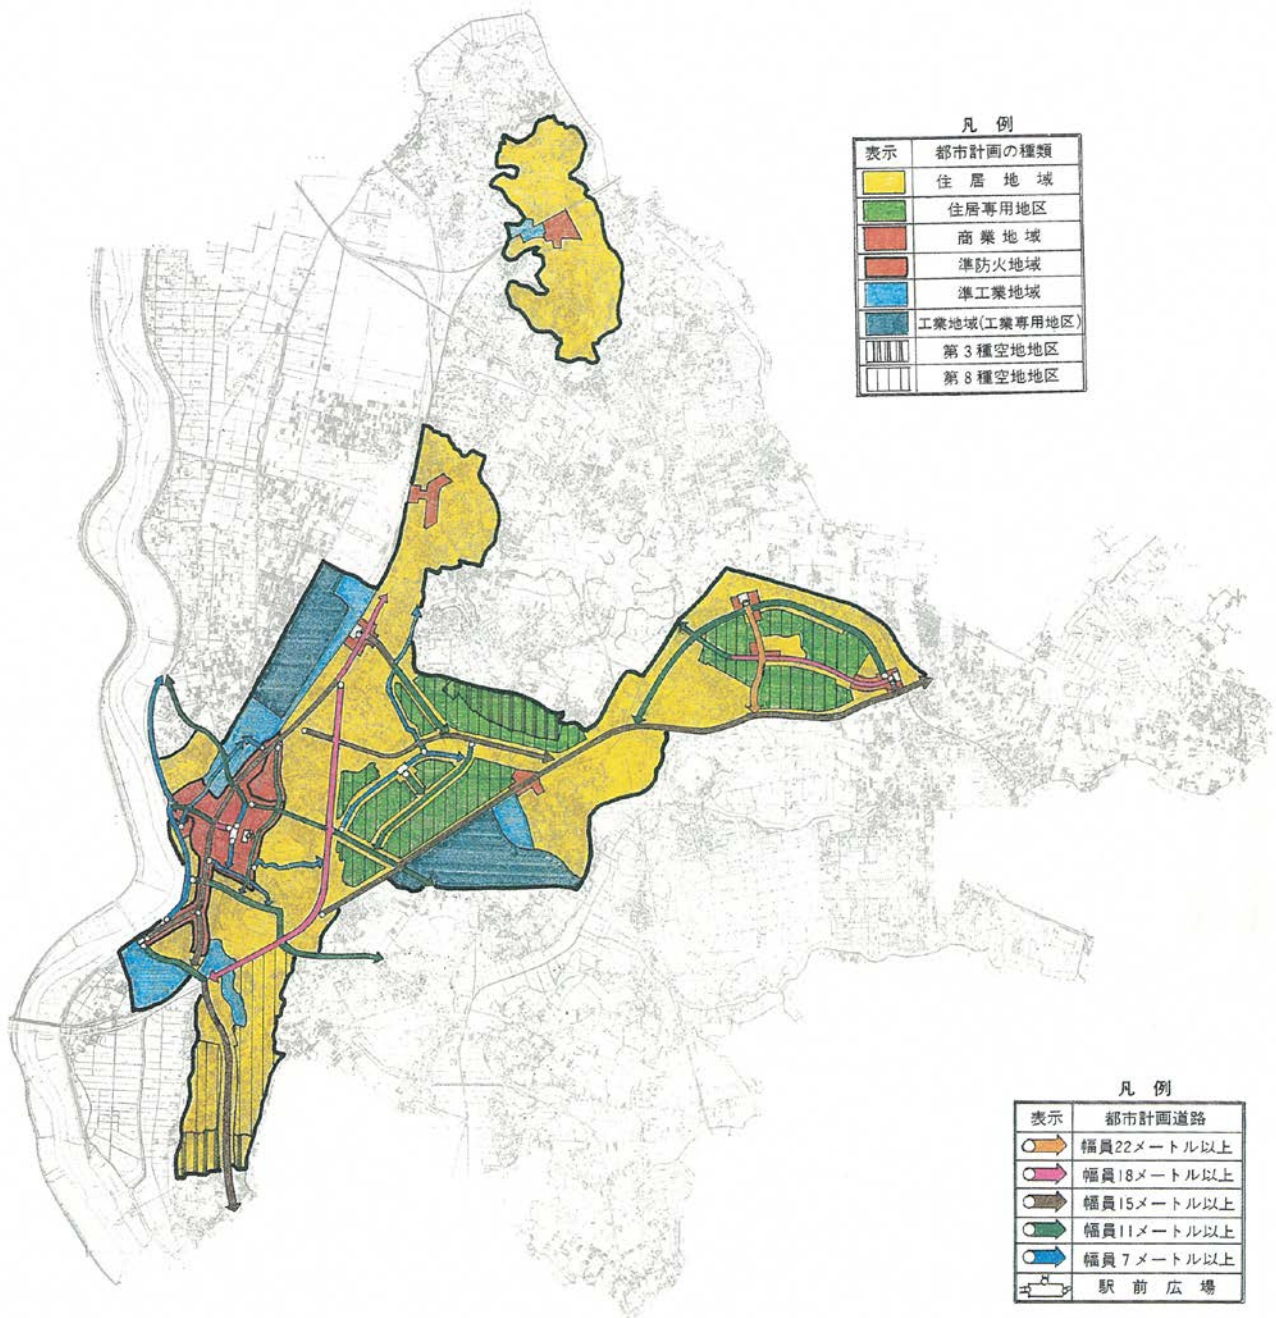 凡例
表示 都市計画の種類
住居地域
住居専用地区
商業地域
準防火地域
準工業地域
工業地域(工業専用地区)
第3種空地地区
第8種空地地区
凡例
表示 都市計画道路
幅員22メートル以上
幅員18メートル以上
幅員15メートル以上
幅員11メートル以上
幅員7メートル以上
駅前広場